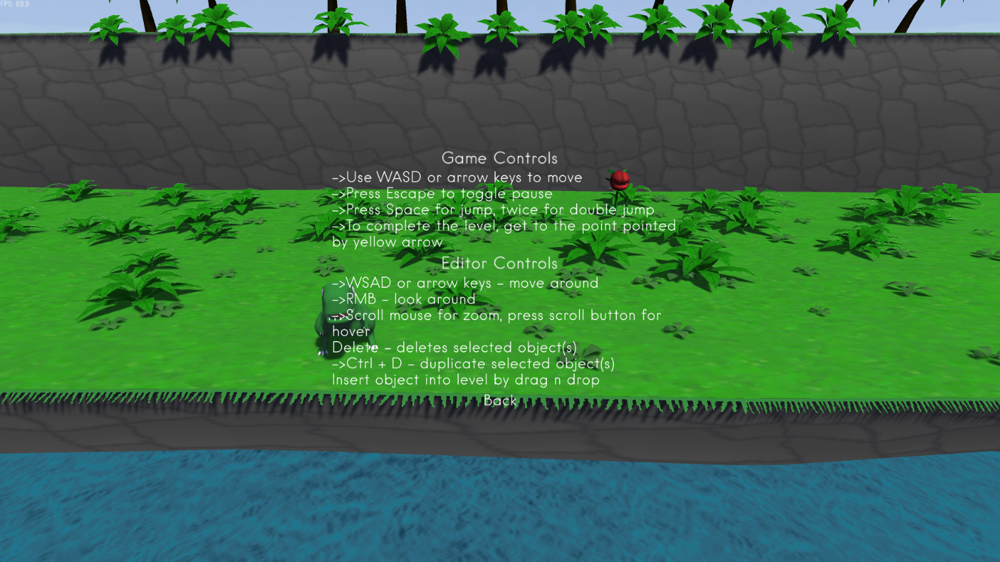 FPS: 69.9
Game Controls
->Use WASD or arrow keys to move
->Press Escape to toggle pause
->Press Space for jump, twice for double jump
->To complete the level, get to the point pointed
by yellow arrow
Editor Controls
->WSAD or arrow keys - move around
->RMB - look around
->Scroll mouse for zoom, press scroll button for
hover
Delete - deletes selected object(s)
->Ctrl + D - duplicate selected object(s)
Insert object into level by drag n drop
Back